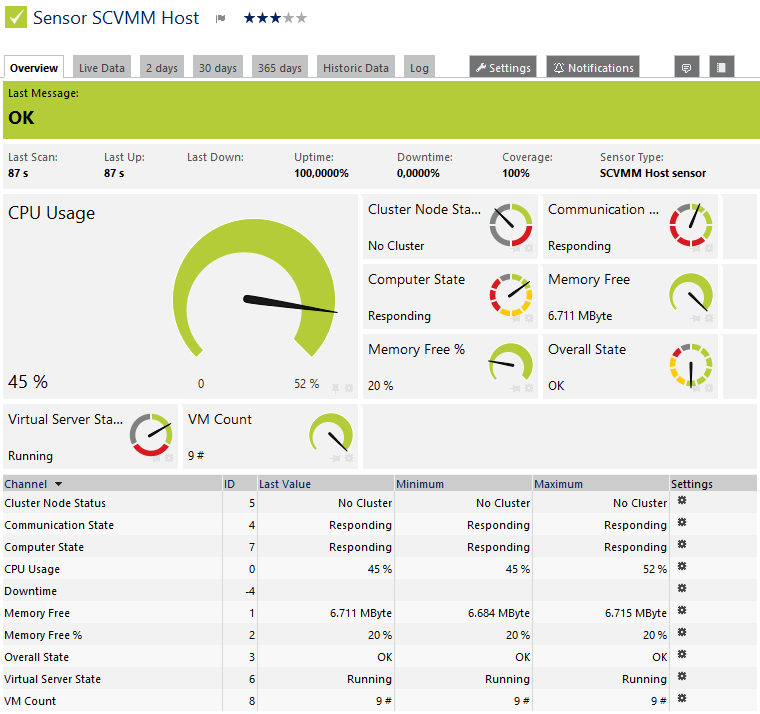 Sensor SCVMM Host
Overview Live Data 2 days 30 days 365 days Historic Data Log Settings Notifications
Last Message:
OK
Last Scan: Last Up: Last Down: Uptime: Downtime: Coverage: Sensor Type:
87 s 87 s 100,0000% 0,0000% 100% SCVMM Host sensor
CPU Usage
45 %
0 52 %
Cluster Node Sta...
No Cluster
Communication ...
Responding
Computer State
Responding
Memory Free
6.711 MByte
Memory Free %
20 %
Overall State
OK
Virtual Server Sta...
Running
VM Count
9 #
Channel ID Last Value Minimum Maximum Settings
Cluster Node Status 5 No Cluster No Cluster No Cluster
Communication State 4 Responding Responding Responding
Computer State 7 Responding Responding Responding
CPU Usage 0 45 % 45 % 52 %
Downtime -4
Memory Free 1 6.711 MByte 6.684 MByte 6.715 MByte
Memory Free % 2 20 % 20 % 20 %
Overall State 3 OK OK OK
Virtual Server State 6 Running Running Running
VM Count 8 9 # 9 # 9 #